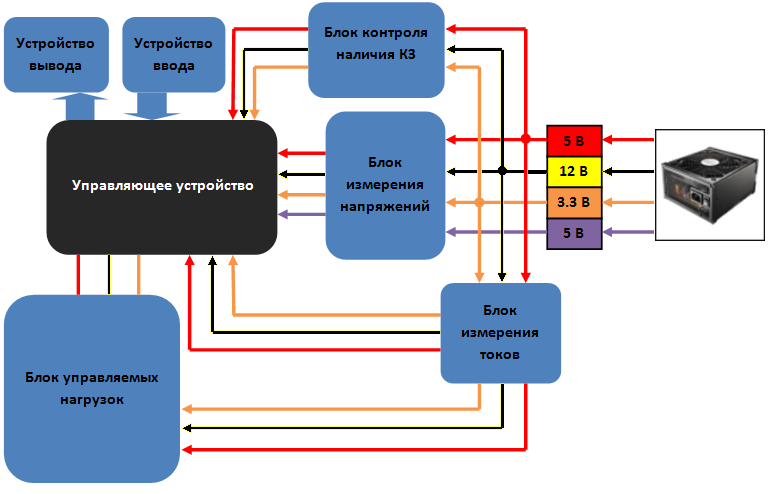 Устройство
вывода
Устройство
ввода
Блок контроля
наличия КЗ
Управляющее устройство
Блок
измерения
напряжений
5 В
12 В
3.3 В
5 В
Блок
измерения
токов
Блок управляемых
нагрузок